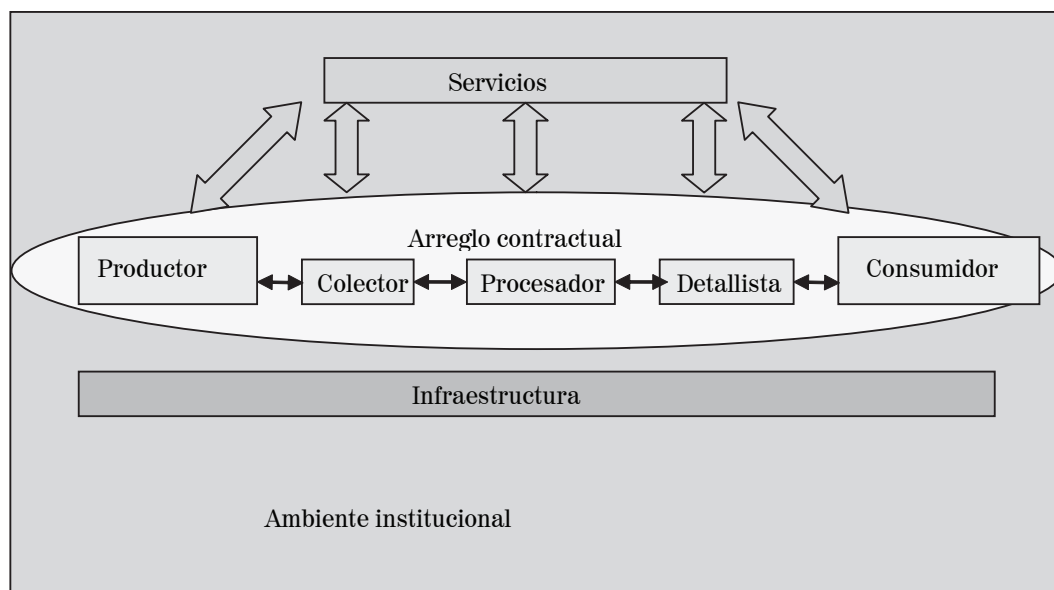 Servicios
Arreglo contractual
Productor
Colector
Procesador
Detallista
Consumidor
Infraestructura
Ambiente institucional